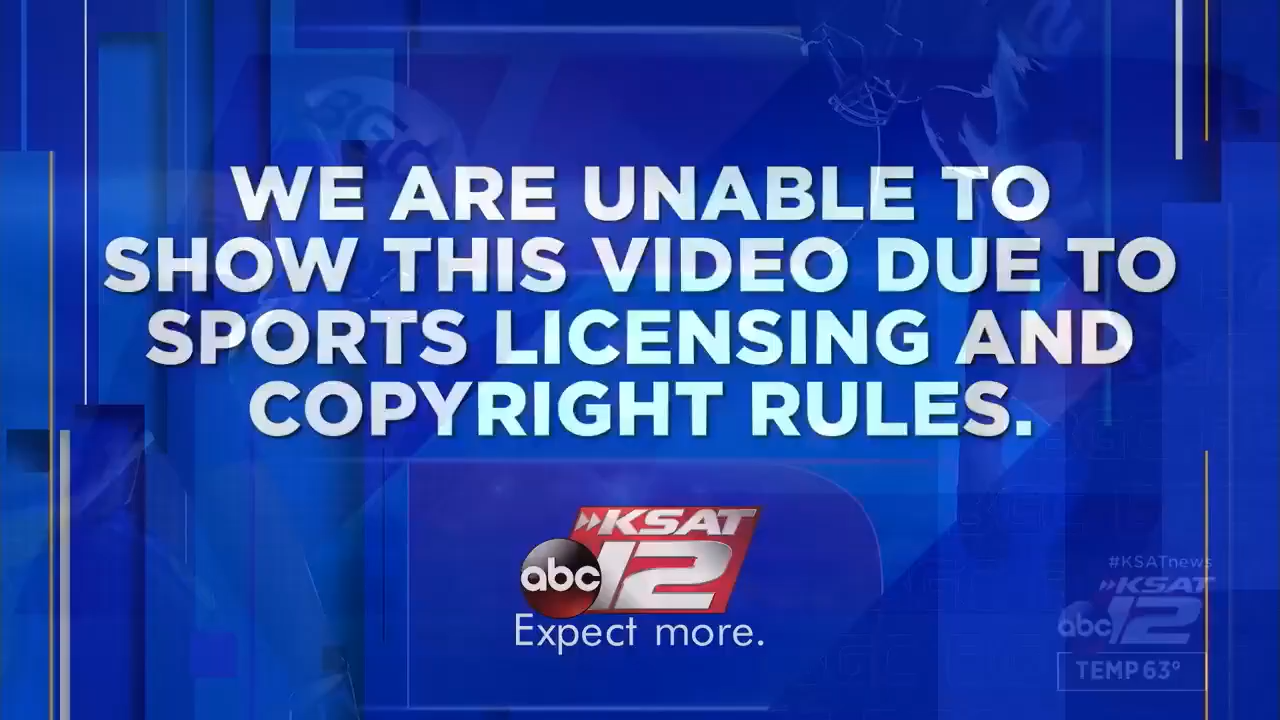 WE ARE UNABLE TO
SHOW THIS VIDEO DUE TO
SPORTS LICENSING AND
COPYRIGHT RULES.
KSAT
abc 12
Expect more.
#KSATnews
KSAT
abc 12
TEMP 63°
BGC